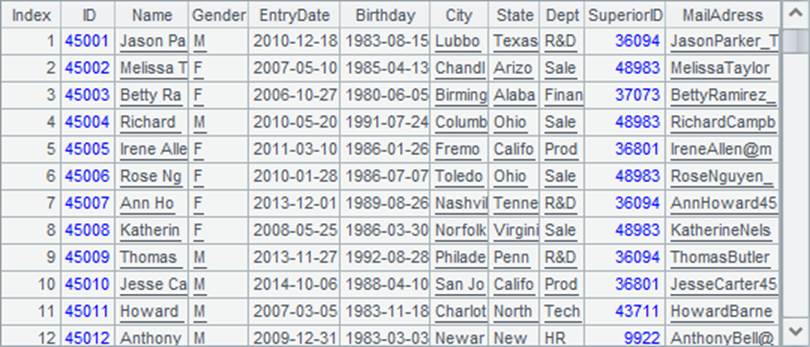 Index ID Name Gender EntryDate Birthday City State Dept SuperiorID MailAdress
1 45001 Jason Pa M 2010-12-18 1983-08-15 Lubbo Texas R&D 36094 JasonParker_T
2 45002 Melissa T F 2007-05-10 1985-04-13 Chandl Arizo Sale 48983 MelissaTaylor
3 45003 Betty Ra F 2006-10-27 1980-06-05 Birming Alaba Finan 37073 BettyRamirez_
4 45004 Richard M 2010-05-20 1991-07-24 Columb Ohio Sale 48983 RichardCampb
5 45005 Irene Alle F 2011-03-10 1986-01-26 Fremo Califo Prod 36801 IreneAllen@m
6 45006 Rose Ng F 2010-01-28 1986-07-07 Toledo Ohio Sale 48983 RoseNguyen_
7 45007 Ann Ho F 2013-12-01 1989-08-26 Nashvil Tenne R&D 36094 AnnHoward45
8 45008 Katherin F 2008-05-25 1986-03-30 Norfolk Virgini Sale 48983 KatherineNels
9 45009 Thomas M 2013-11-27 1992-08-28 Philade Penn R&D 36094 ThomasButler
10 45010 Jesse Ca M 2014-10-06 1988-04-10 San Jo Califo Prod 36801 JesseCarter45
11 45011 Howard M 2007-03-05 1983-11-18 Charlot North Tech 43711 HowardBarne
12 45012 Anthony M 2009-12-31 1983-03-03 Newar New HR 9922 AnthonyBell@